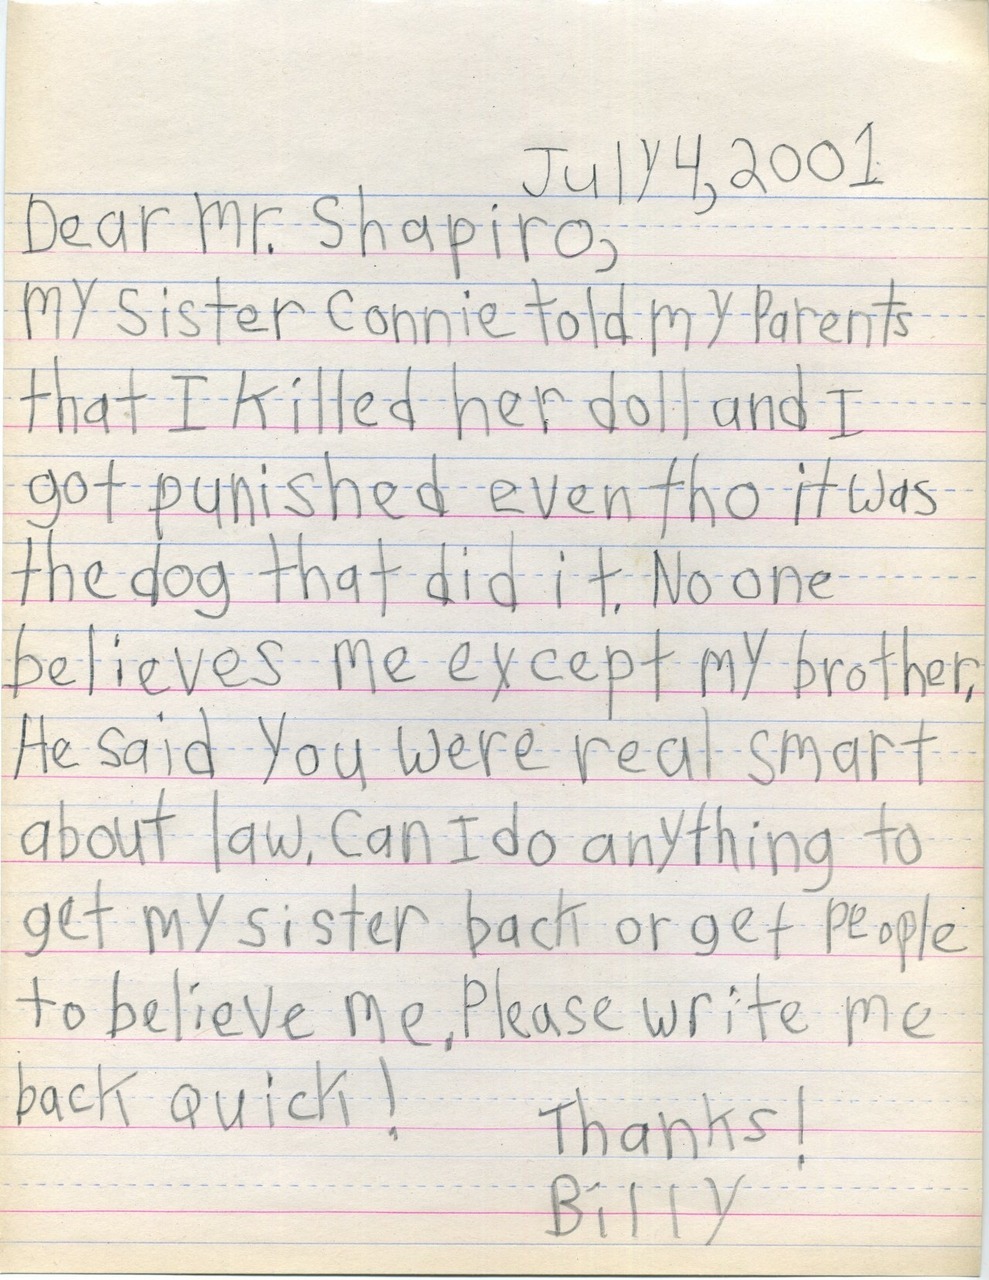 July 4, 2001
Dear Mr. Shapiro,
My Sister Connie told my Parents
that I killed her doll and I
got punished even tho it was
the dog that did it. No one
believes me except my brother.
He said you were real smart
about law. Can I do anything to
get my sister back or get people
to believe me. Please write me
back quick!
Thanks!
Billy